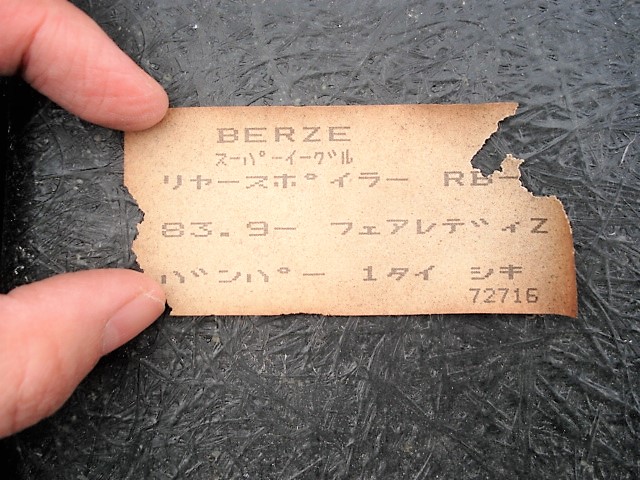 BERZE
スーパーイーグル
リヤースポイラー RB-
83.9ー フェアレディZ
バンパー 1タイ シキ
72716